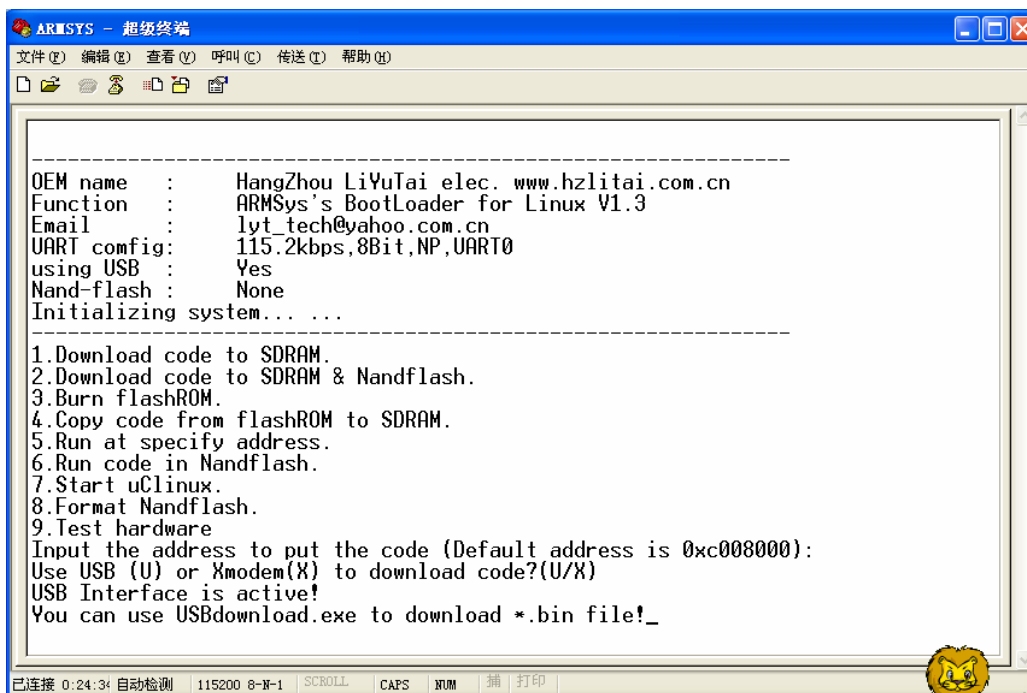 ARMSYS - 超级终端
文件(F) 编辑(E) 查看(V) 呼叫(C) 传送(T) 帮助(H)
OEM name : HangZhou LiYuTai elec. www.hzlitai.com.cn
Function : ARMSys's BootLoader for Linux V1.3
Email : lyt_tech@yahoo.com.cn
UART comfig: 115.2kbps,8Bit,NP,UART0
using USB : Yes
Nand-flash : None
Initializing system... ...
1.Download code to SDRAM.
2.Download code to SDRAM & Nandflash.
3.Burn flashROM.
4.Copy code from flashROM to SDRAM.
5.Run at specify address.
6.Run code in Nandflash.
7.Start uClinux.
8.Format Nandflash.
9.Test hardware
Input the address to put the code (Default address is 0xc008000):
Use USB (U) or Xmodem(X) to download code?(U/X)
USB Interface is active!
You can use USBdownload.exe to download *.bin file!_
已连接 0:24:34 自动检测 115200 8-N-1 SCROLL CAPS NUM 捕 打印